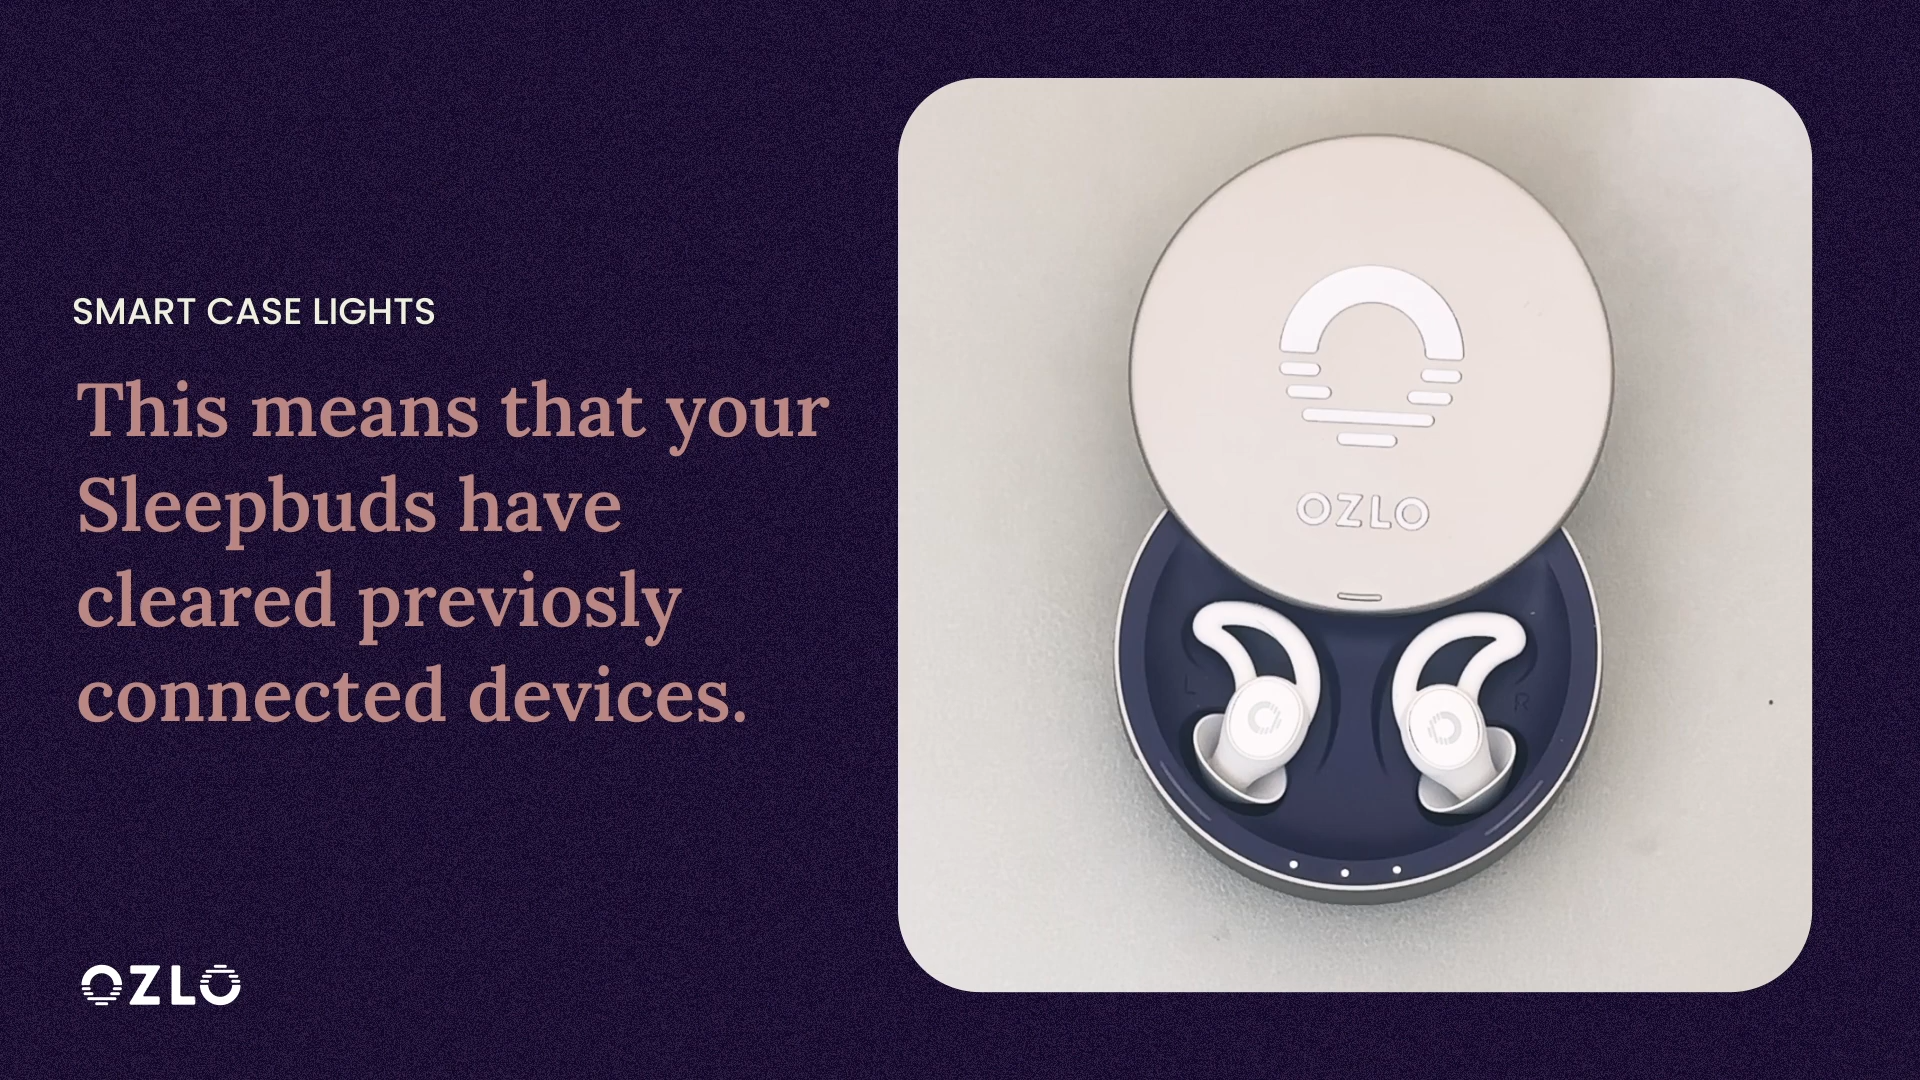 SMART CASE LIGHTS
This means that your
Sleepbuds have
cleared previosly
connected devices.
OZLO
OZLO
L
R